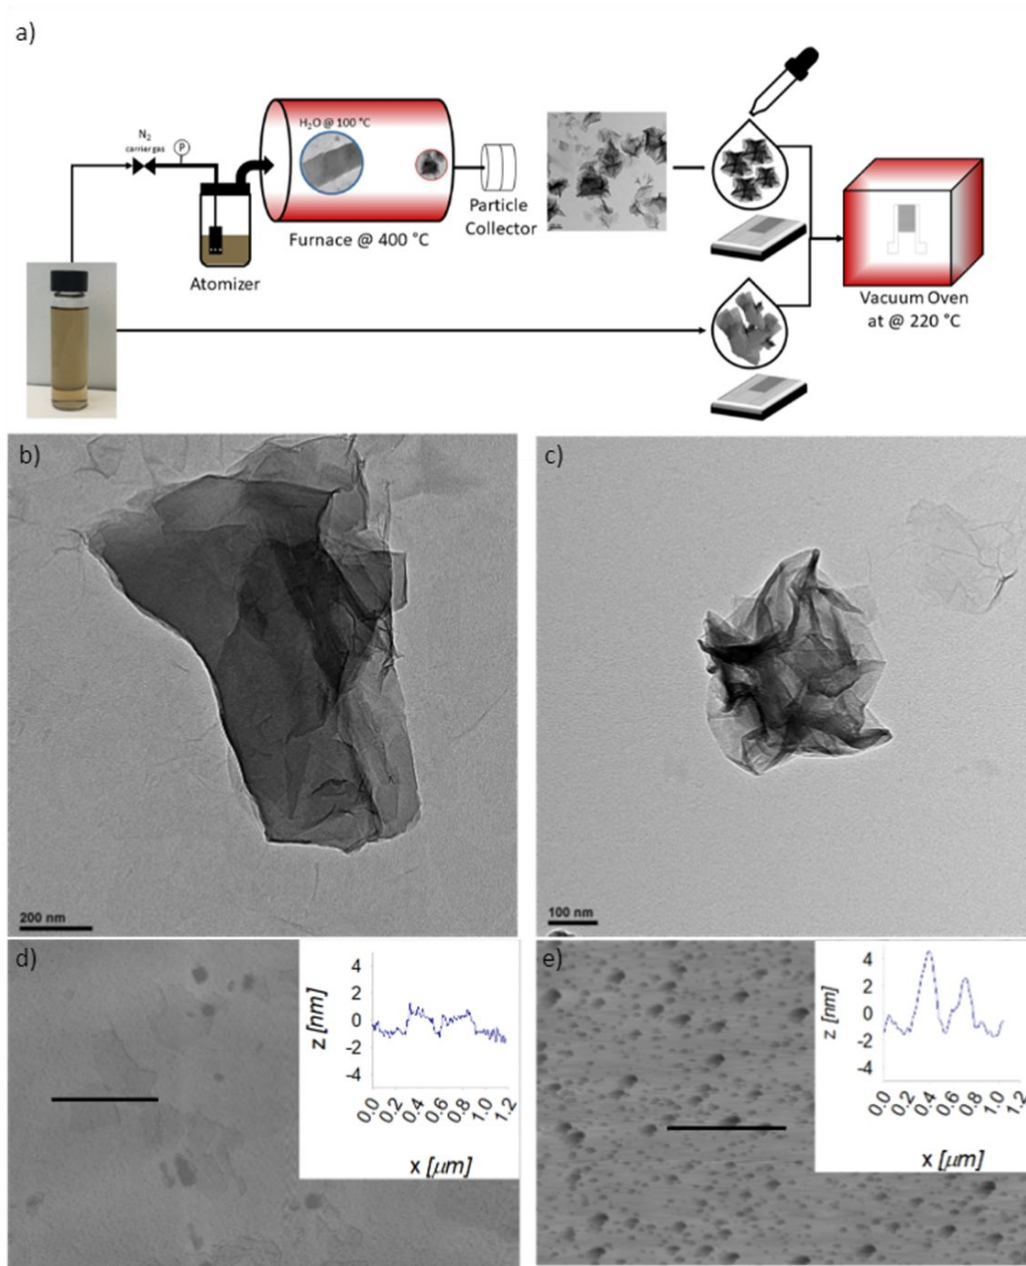 a)
N2
carrier gas
P
H2O @ 100 °C
Furnace @ 400 °C
Atomizer
Particle
Collector
Vacuum Oven
at @ 220 °C
b)
200 nm
c)
100 nm
d)
4
2
0
-2
-4
z [nm]
0.0 0.2 0.4 0.6 0.8 1.0 1.2
x [μm]
e)
4
2
0
-2
-4
z [nm]
0.0 0.2 0.4 0.6 0.8 1.0 1.2
x [μm]